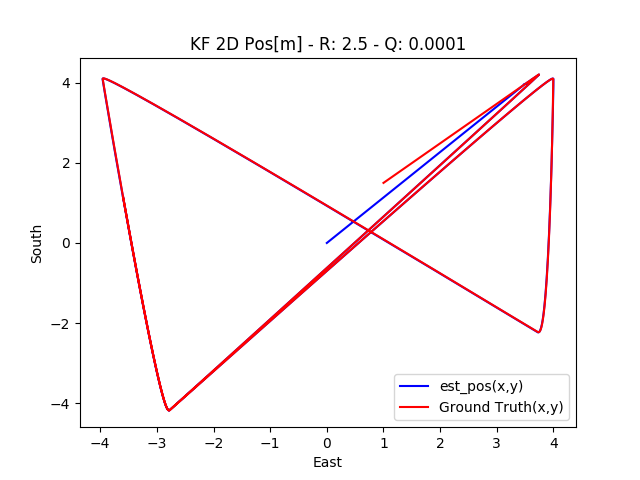 KF 2D Pos[m] - R: 2.5 - Q: 0.0001
South
4
2
0
−2
−4
−4
−3
−2
−1
0
1
2
3
4
East
est_pos(x,y)
Ground Truth(x,y)